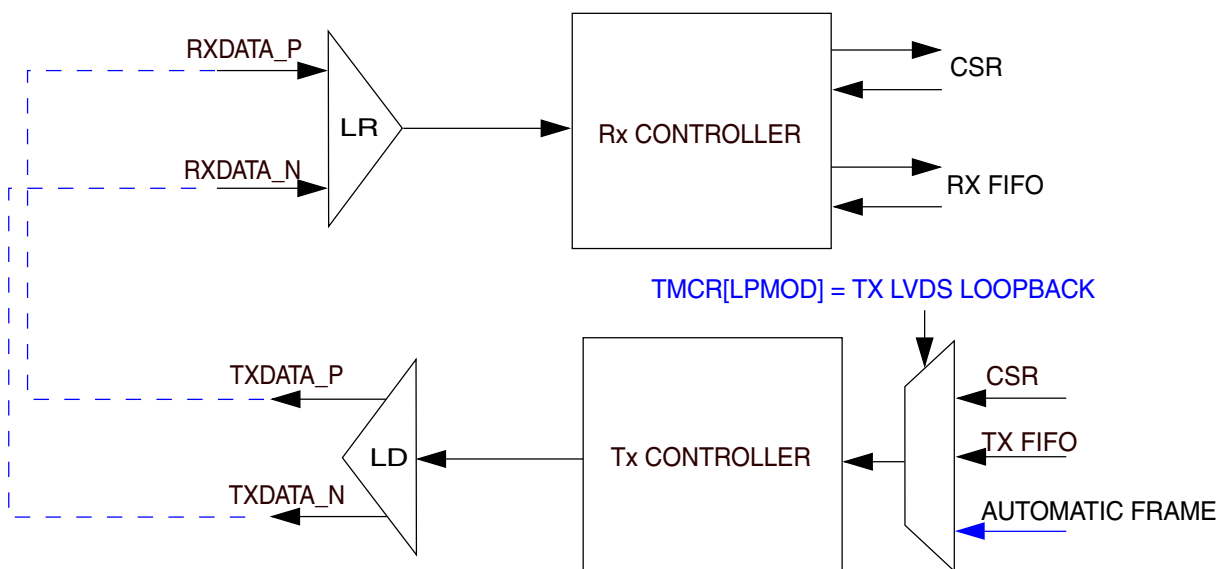 RXDATA_P
LR
RXDATA_N
Rx CONTROLLER
CSR
RX FIFO
TMCR[LPMOD] = TX LVDS LOOPBACK
TXDATA_P
LD
TXDATA_N
Tx CONTROLLER
CSR
TX FIFO
AUTOMATIC FRAME